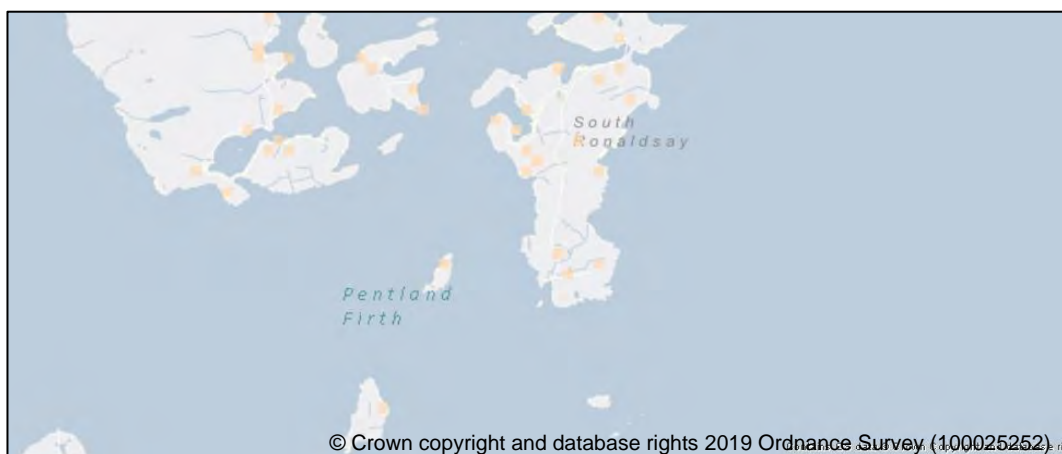 South
Ronaldsay
Pentland
Firth
© Crown copyright and database rights 2019 Ordnance Survey (100025252)